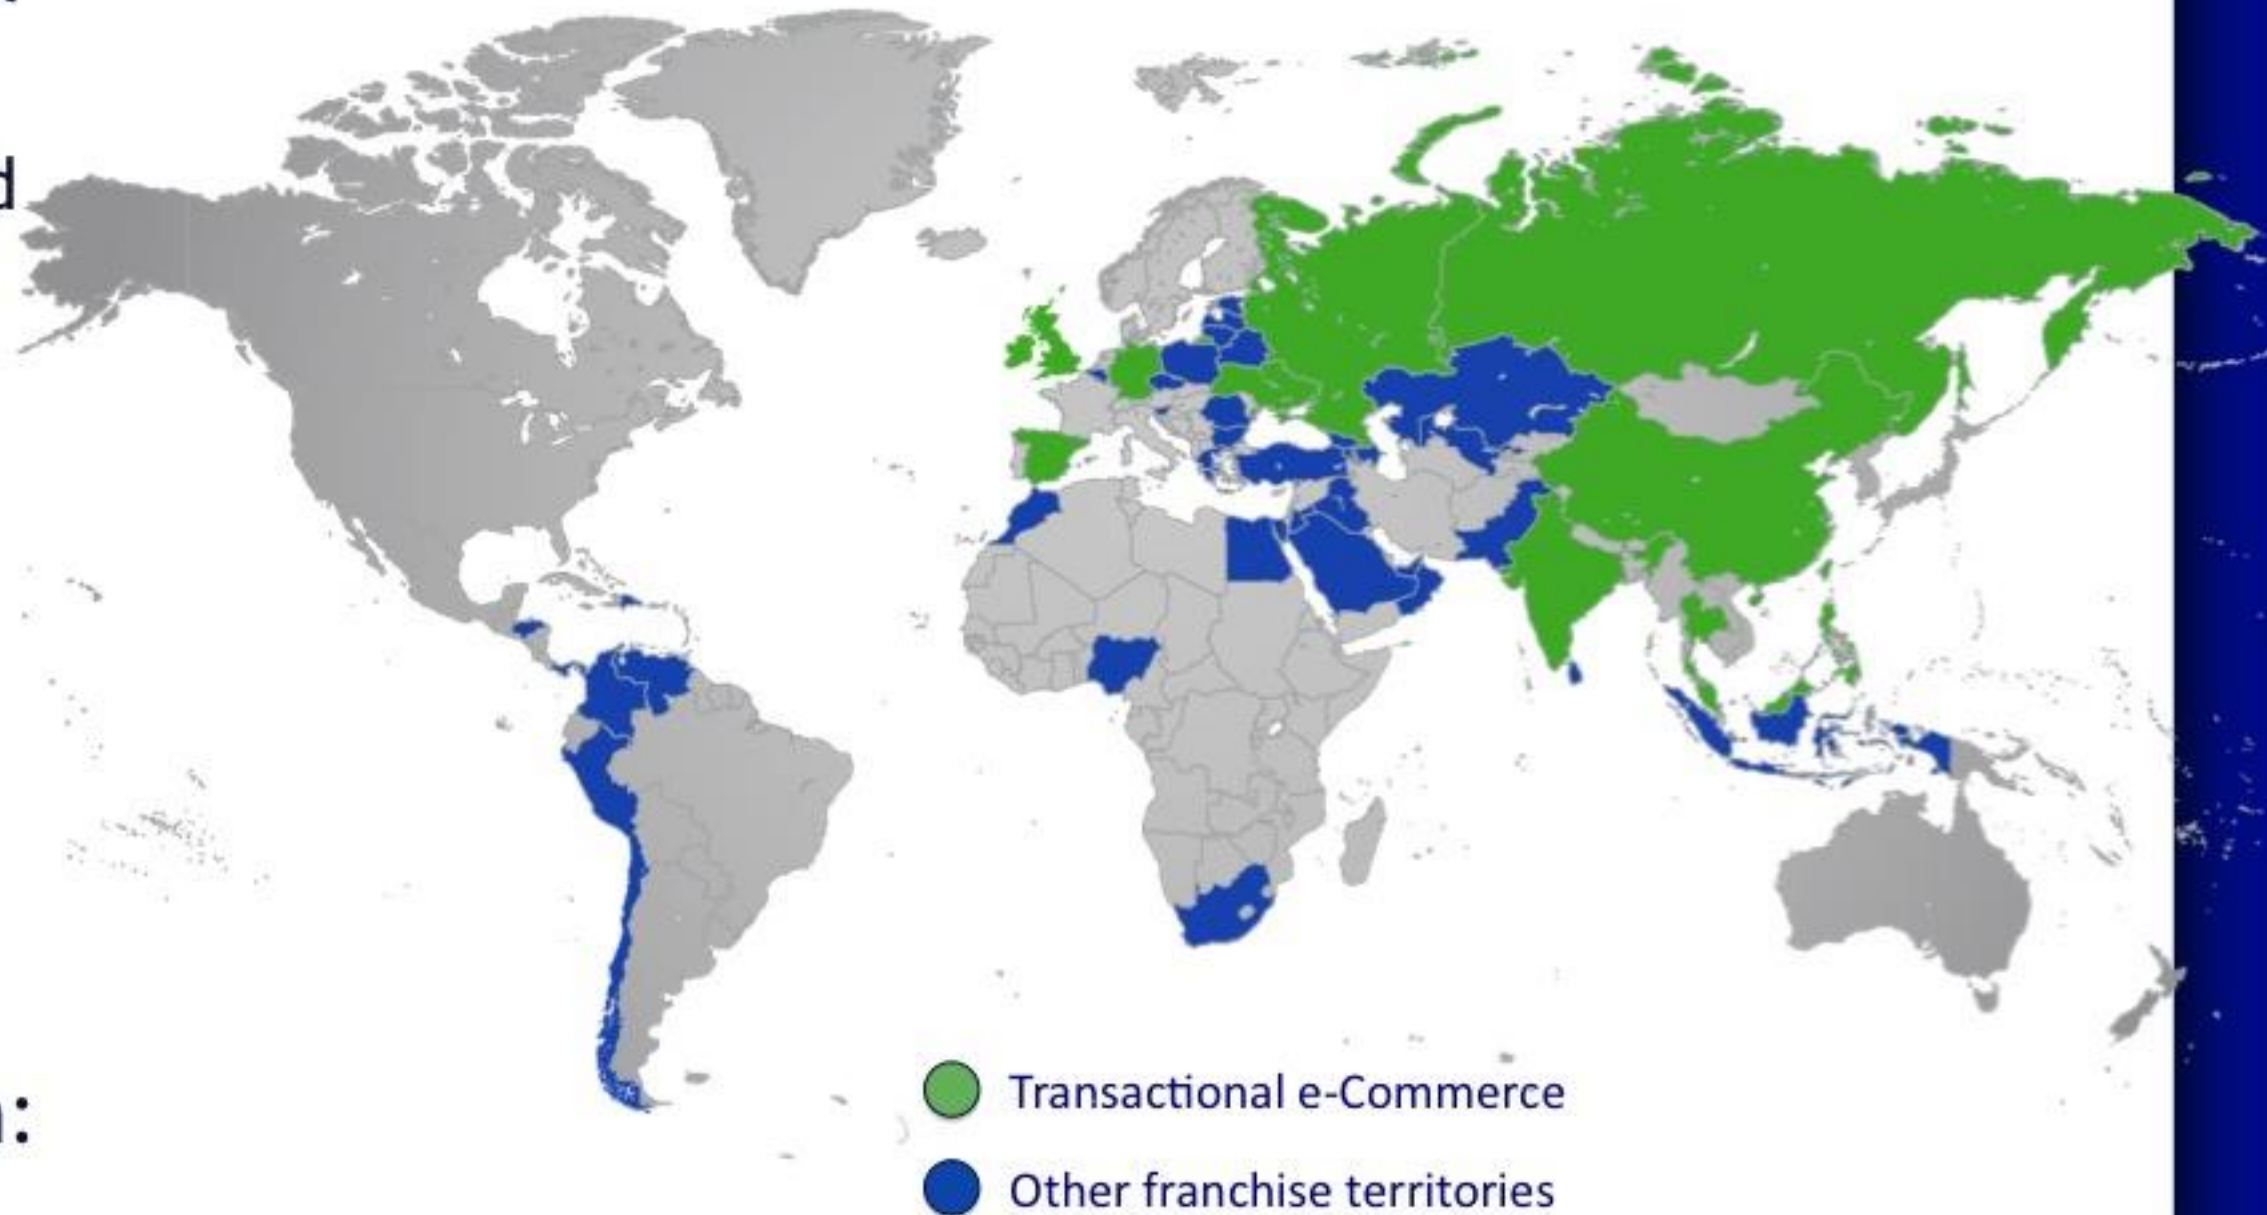 d
n:
Transactional e-Commerce
Other franchise territories